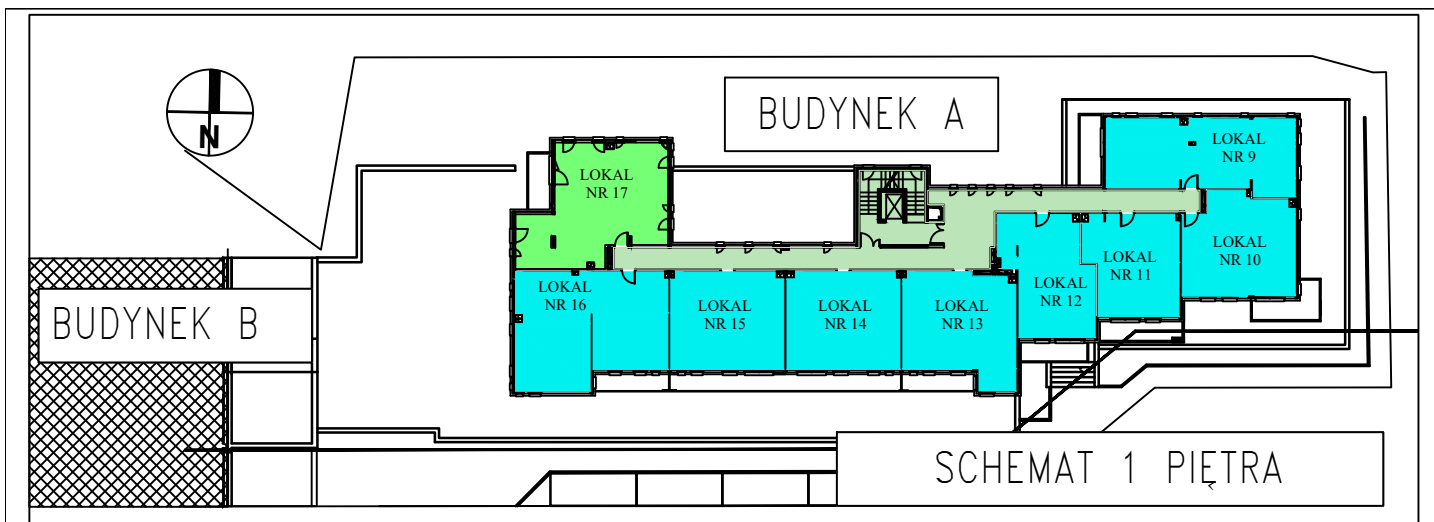 BUDYNEK A
N
LOKAL
NR 9
LOKAL
NR 17
LOKAL
NR 10
LOKAL
NR 11
LOKAL
NR 12
LOKAL
NR 16
LOKAL
NR 15
LOKAL
NR 14
LOKAL
NR 13
BUDYNEK B
SCHEMAT 1 PIĘTRA